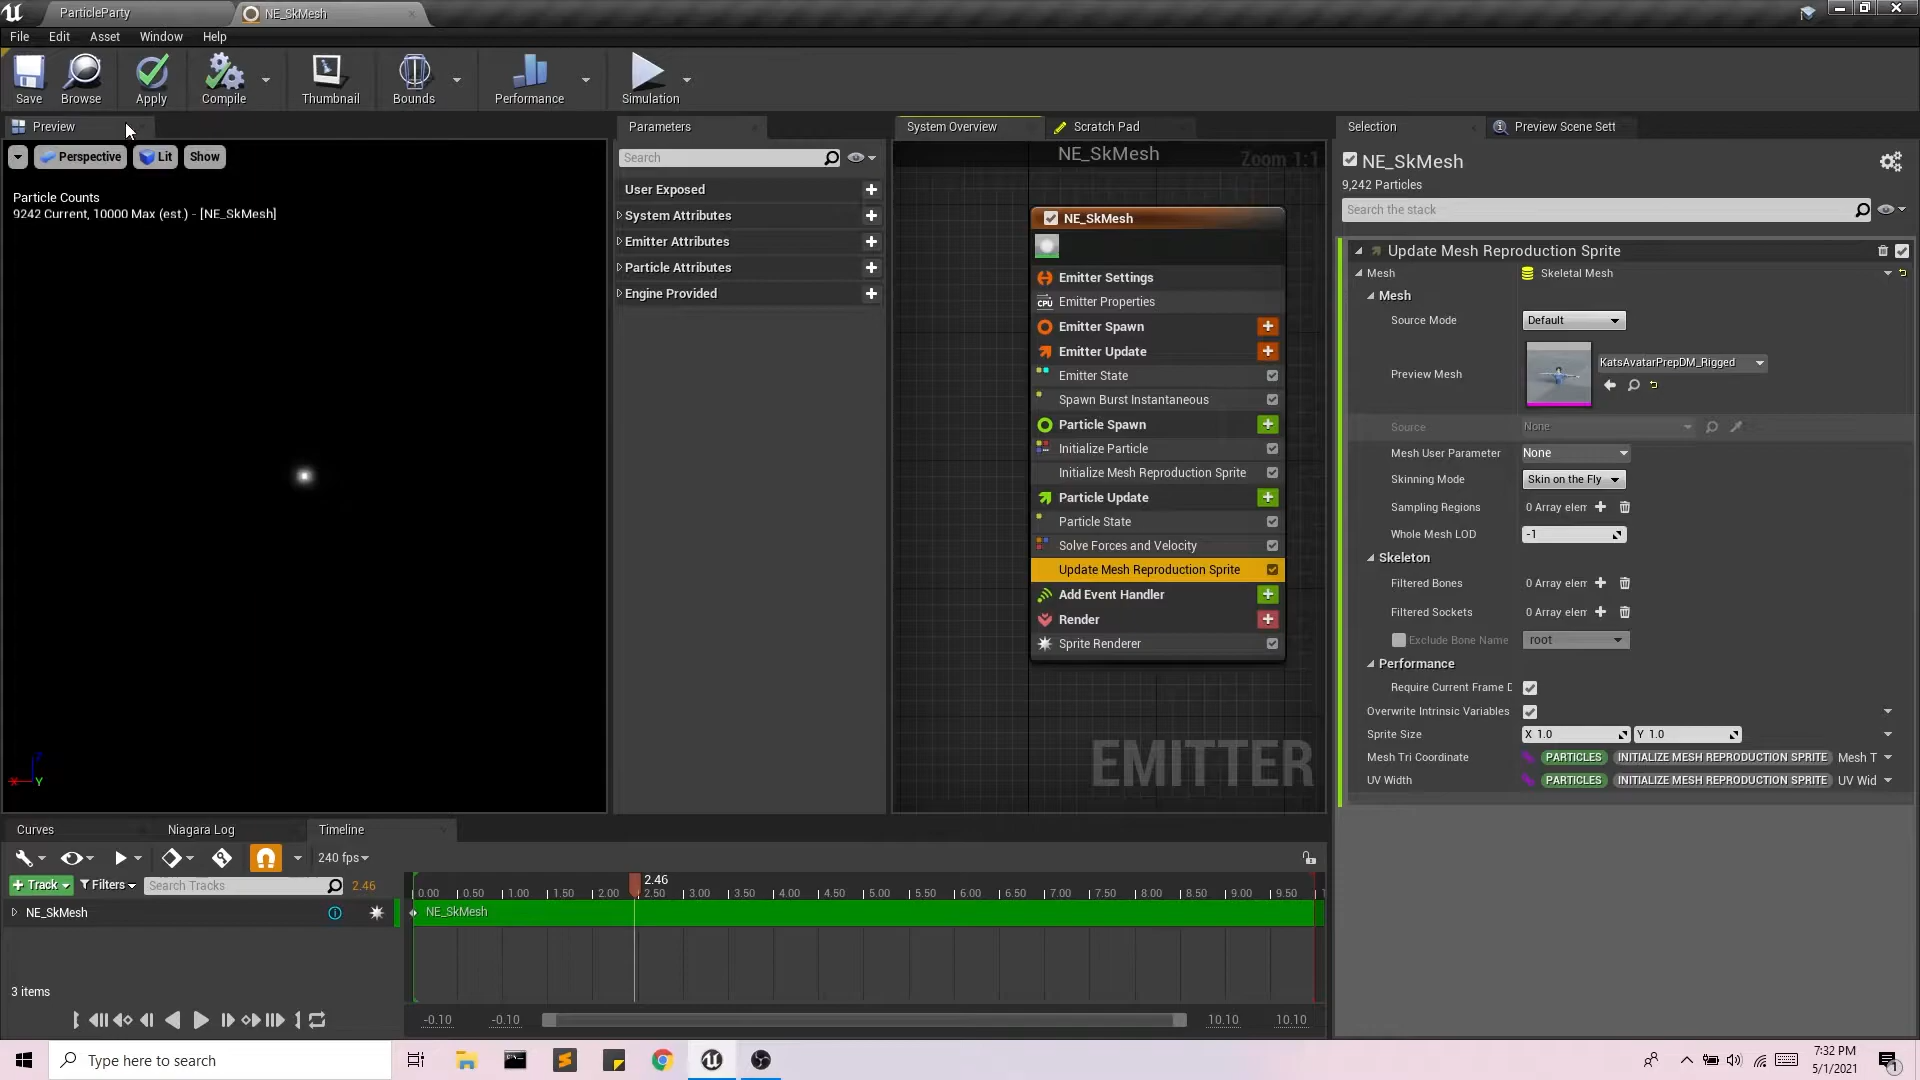 ParticleParty
NE_SkMesh
File Edit Asset Window Help
Save Browse Apply Compile Thumbnail Bounds Performance Simulation
Preview
Perspective Lit Show
Particle Counts
9242 Current, 10000 Max (est.) - [NE_SkMesh]
X Y
Parameters
Search
User Exposed
System Attributes
Emitter Attributes
Particle Attributes
Engine Provided
System Overview Scratch Pad
NE_SkMesh Zoom 1:1
NE_SkMesh
Emitter Settings
CPU Emitter Properties
Emitter Spawn
Emitter Update
Emitter State
Spawn Burst Instantaneous
Particle Spawn
Initialize Particle
Initialize Mesh Reproduction Sprite
Particle Update
Particle State
Solve Forces and Velocity
Update Mesh Reproduction Sprite
Add Event Handler
Render
Sprite Renderer
EMITTER
Selection Preview Scene Sett
NE_SkMesh
9,242 Particles
Search the stack
Update Mesh Reproduction Sprite
Mesh Skeletal Mesh
Mesh
Source Mode Default
Preview Mesh KatsAvatarPrepDM_Rigged
Source None
Mesh User Parameter None
Skinning Mode Skin on the Fly
Sampling Regions 0 Array elem
Whole Mesh LOD -1
Skeleton
Filtered Bones 0 Array elem
Filtered Sockets 0 Array elem
Exclude Bone Name root
Performance
Require Current Frame D
Overwrite Intrinsic Variables
Sprite Size X 1.0 Y 1.0
Mesh Tri Coordinate PARTICLES INITIALIZE MESH REPRODUCTION SPRITE Mesh T
UV Width PARTICLES INITIALIZE MESH REPRODUCTION SPRITE UV Wid
Curves Niagara Log Timeline
240 fps
Track Filters Search Tracks 2.46
2.46
0.00 0.50 1.00 1.50 2.00 2.50 3.00 3.50 4.00 4.50 5.00 5.50 6.00 6.50 7.00 7.50 8.00 8.50 9.00 9.50 1
NE_SkMesh NE_SkMesh
3 items
-0.10 -0.10 10.10 10.10
Type here to search
7:32 PM
5/1/2021
1